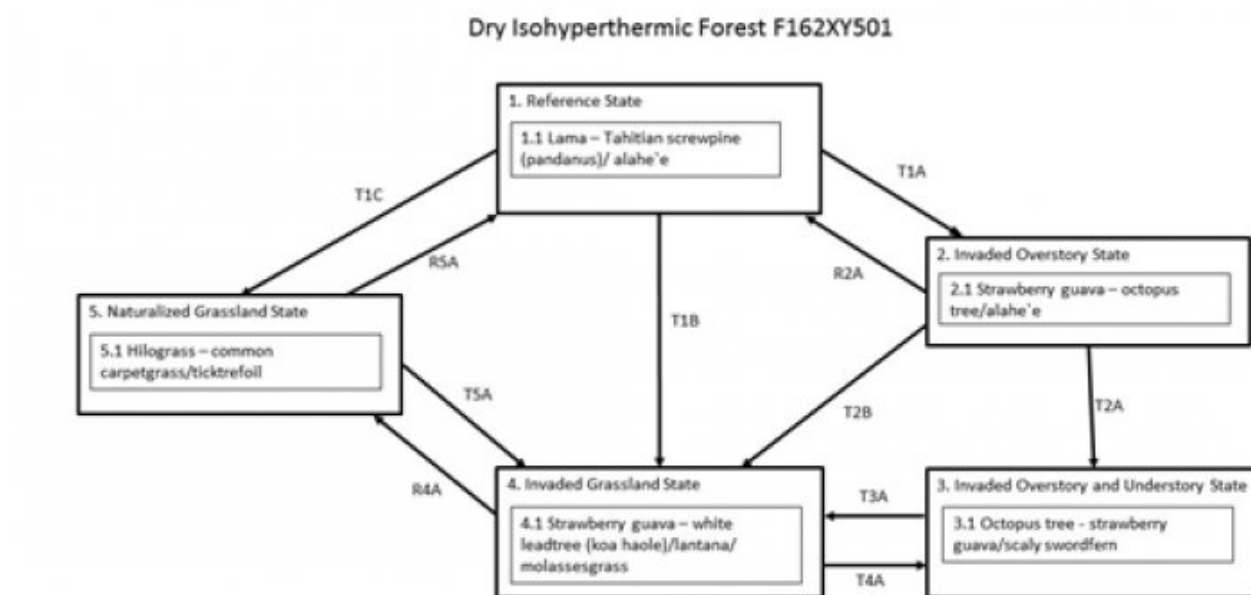 Dry Isohyperthermic Forest F162XY501
1. Reference State
1.1 Lama – Tahitian screwpine
(pandanus)/ alahe`e
T1C
T1A
R5A
R2A
T1B
2. Invaded Overstory State
2.1 Strawberry guava – octopus
tree/alahe`e
5. Naturalized Grassland State
5.1 Hilograss – common
carpetgrass/ticktrefoil
T5A
T2B
T2A
R4A
4. Invaded Grassland State
4.1 Strawberry guava – white
leadtree (koa haole)/lantana/
molassesgrass
T3A
T4A
3. Invaded Overstory and Understory State
3.1 Octopus tree - strawberry
guava/scaly swordfern